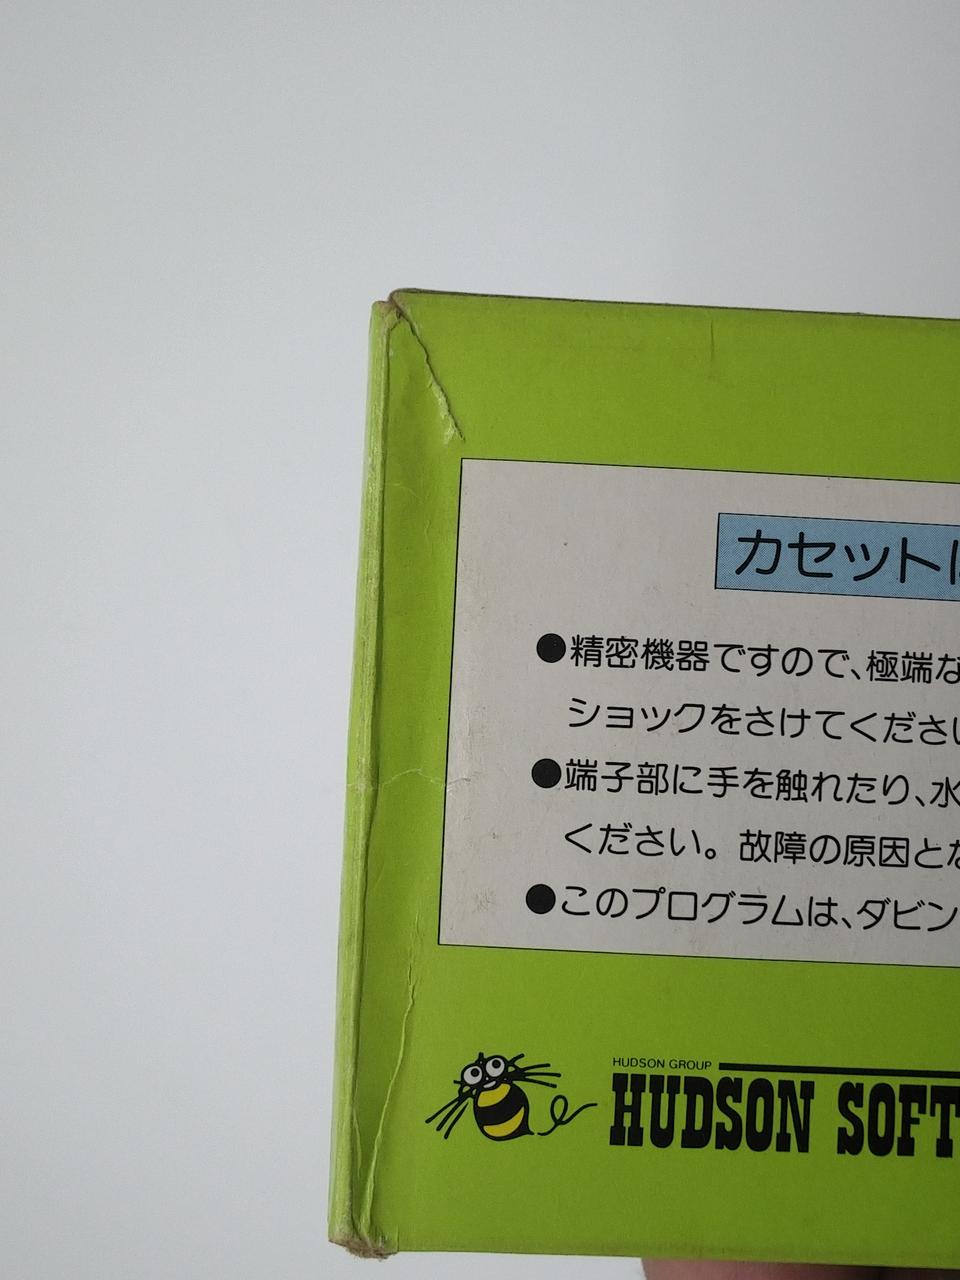 カセットに
●精密機器ですので、極端な
ショックをさけてください
●端子部に手を触れたり、水
ください。故障の原因とな
●このプログラムは、ダビン
HUDSON GROUP
HUDSON SOFT